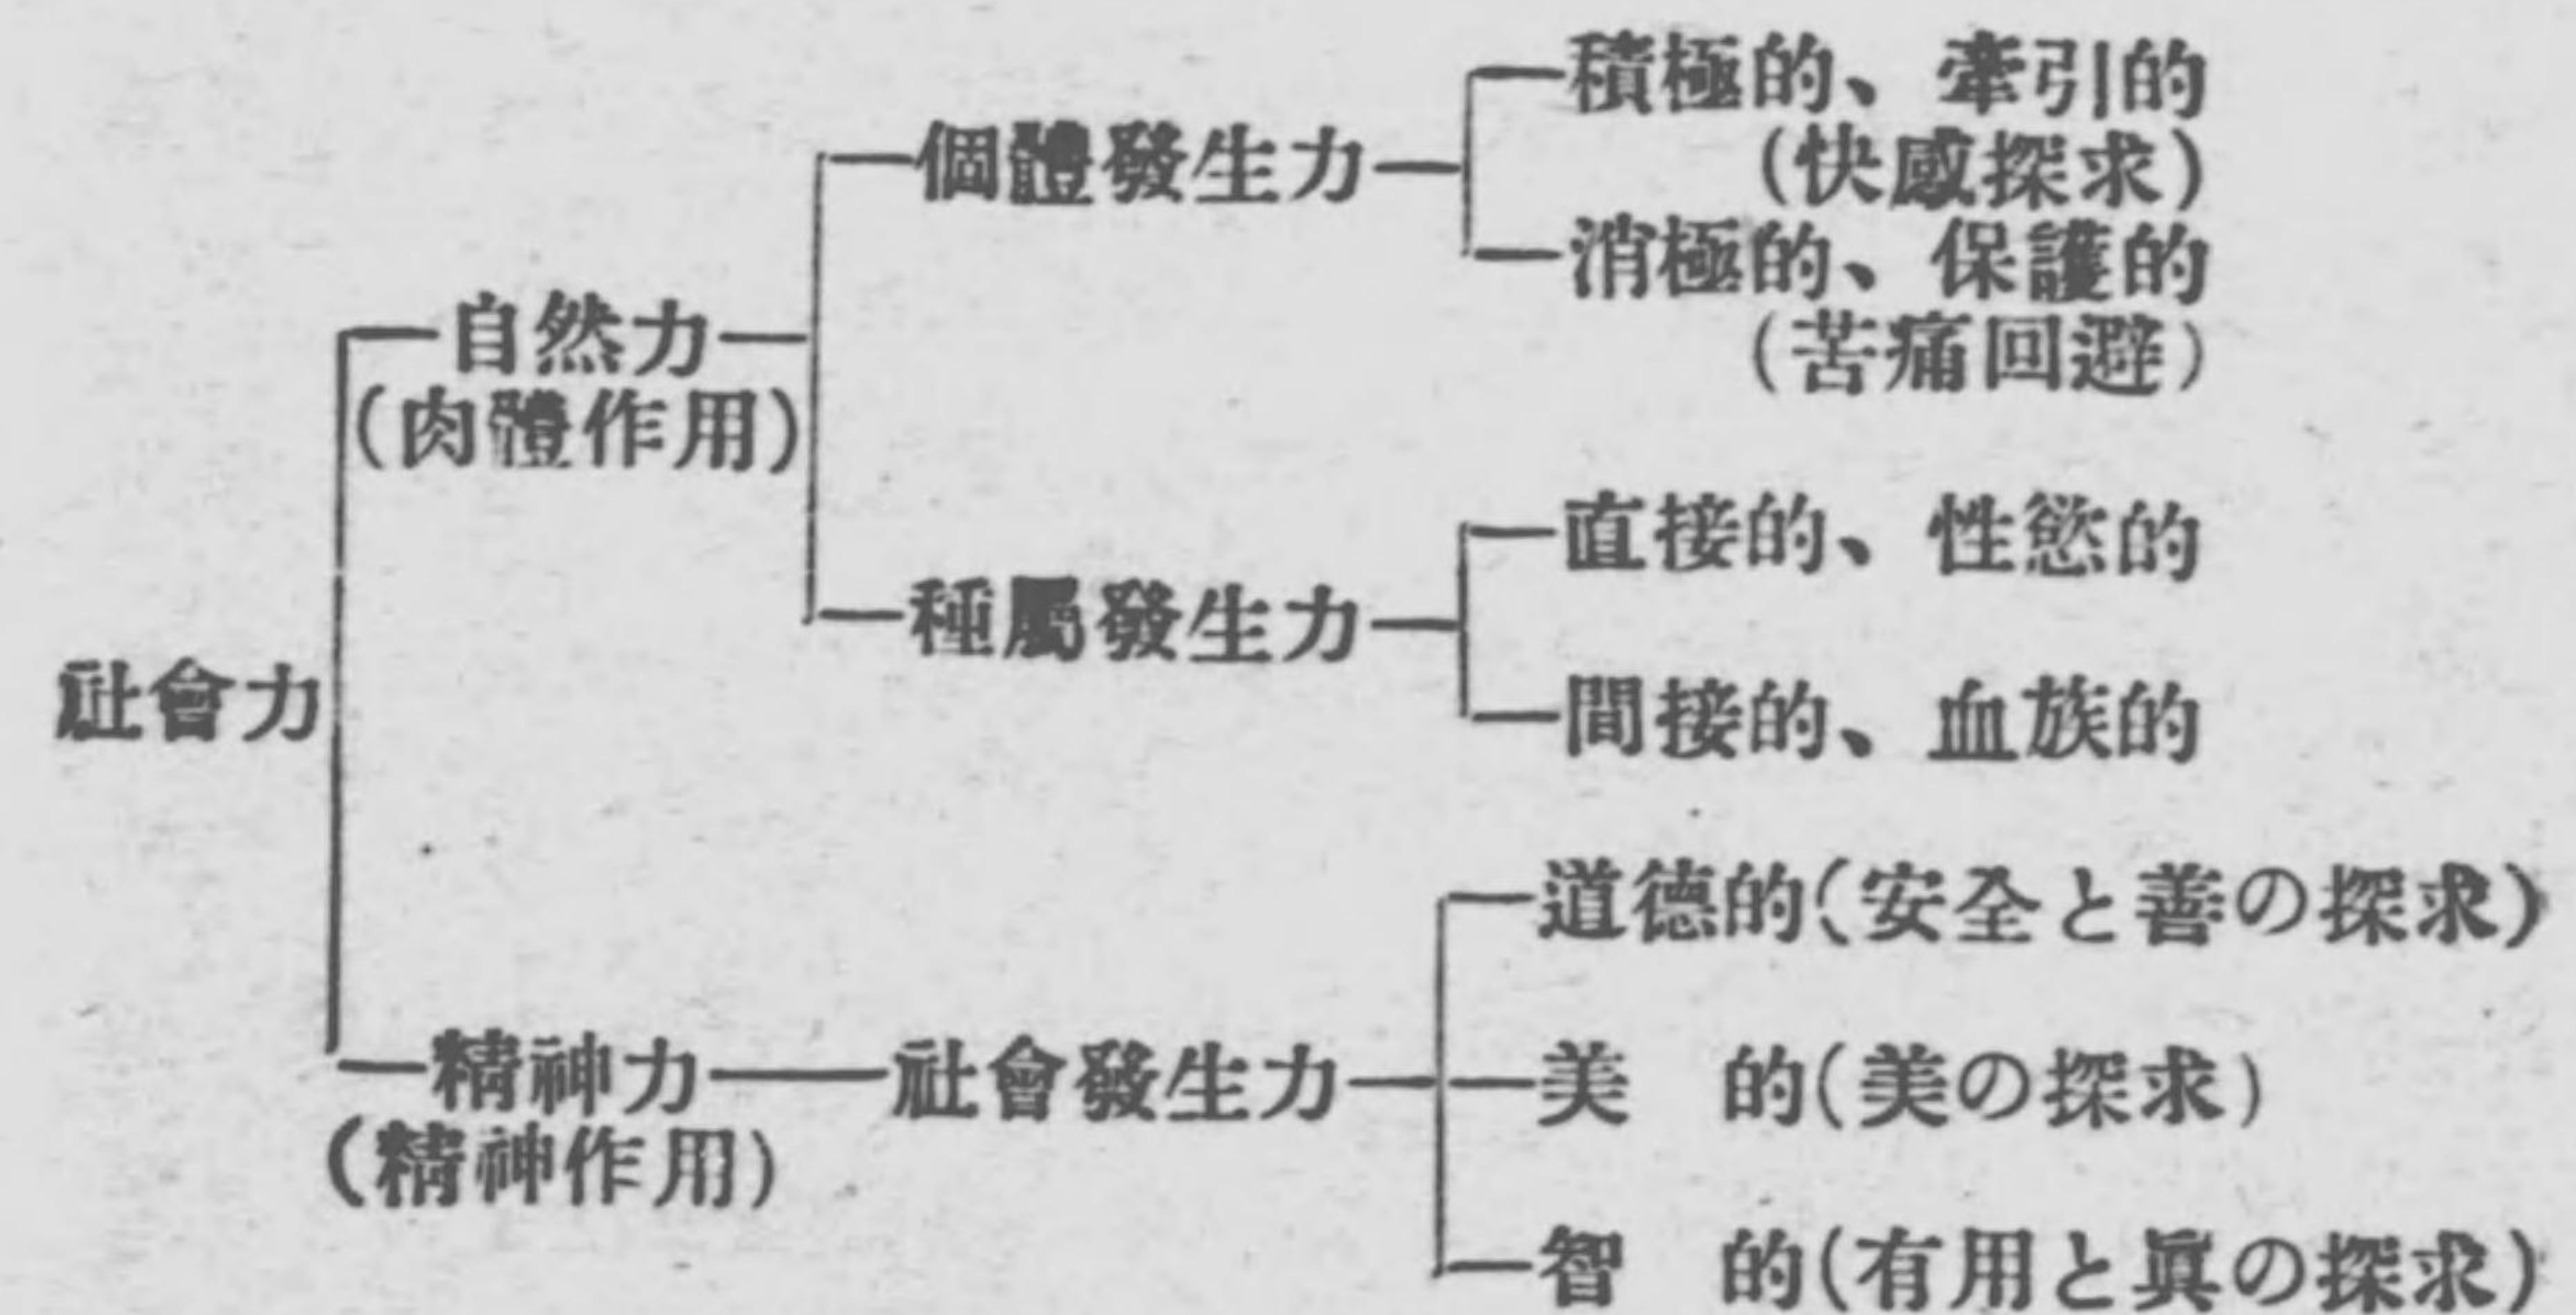 積極的、牽引的
(快感探求)
個體發生力
消極的、保護的
(苦痛回避)
自然力
(肉體作用)
直接的、性慾的
種屬發生力
間接的、血族的
社會力
道德的(安全と善の探求)
精神力
(精神作用)
社會發生力
美 的(美の探求)
智 的(有用と眞の探求)